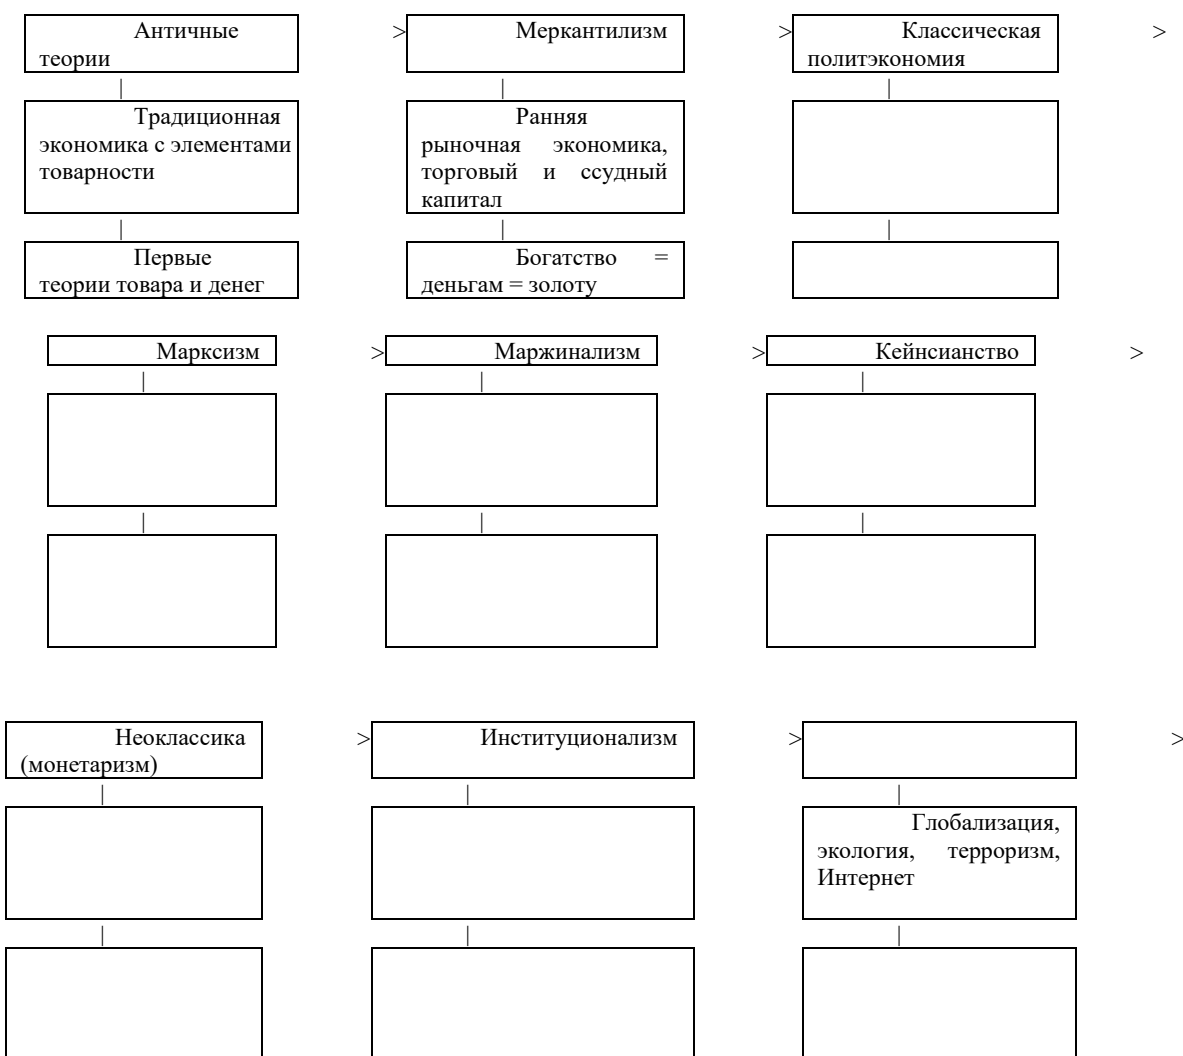 Античные > Меркантилизм > Классическая >
теории политэкономия
| | |
Традиционная Ранняя
экономика с элементами рыночная экономика,
товарности торговый и ссудный
капитал
| | |
Первые Богатство =
теории товара и денег деньгам = золоту
Марксизм > Маржинализм > Кейнсианство >
| | |
| | |
Неоклассика > Институционализм > >
(монетаризм)
| | |
Глобализация,
экология, терроризм,
Интернет
| | |